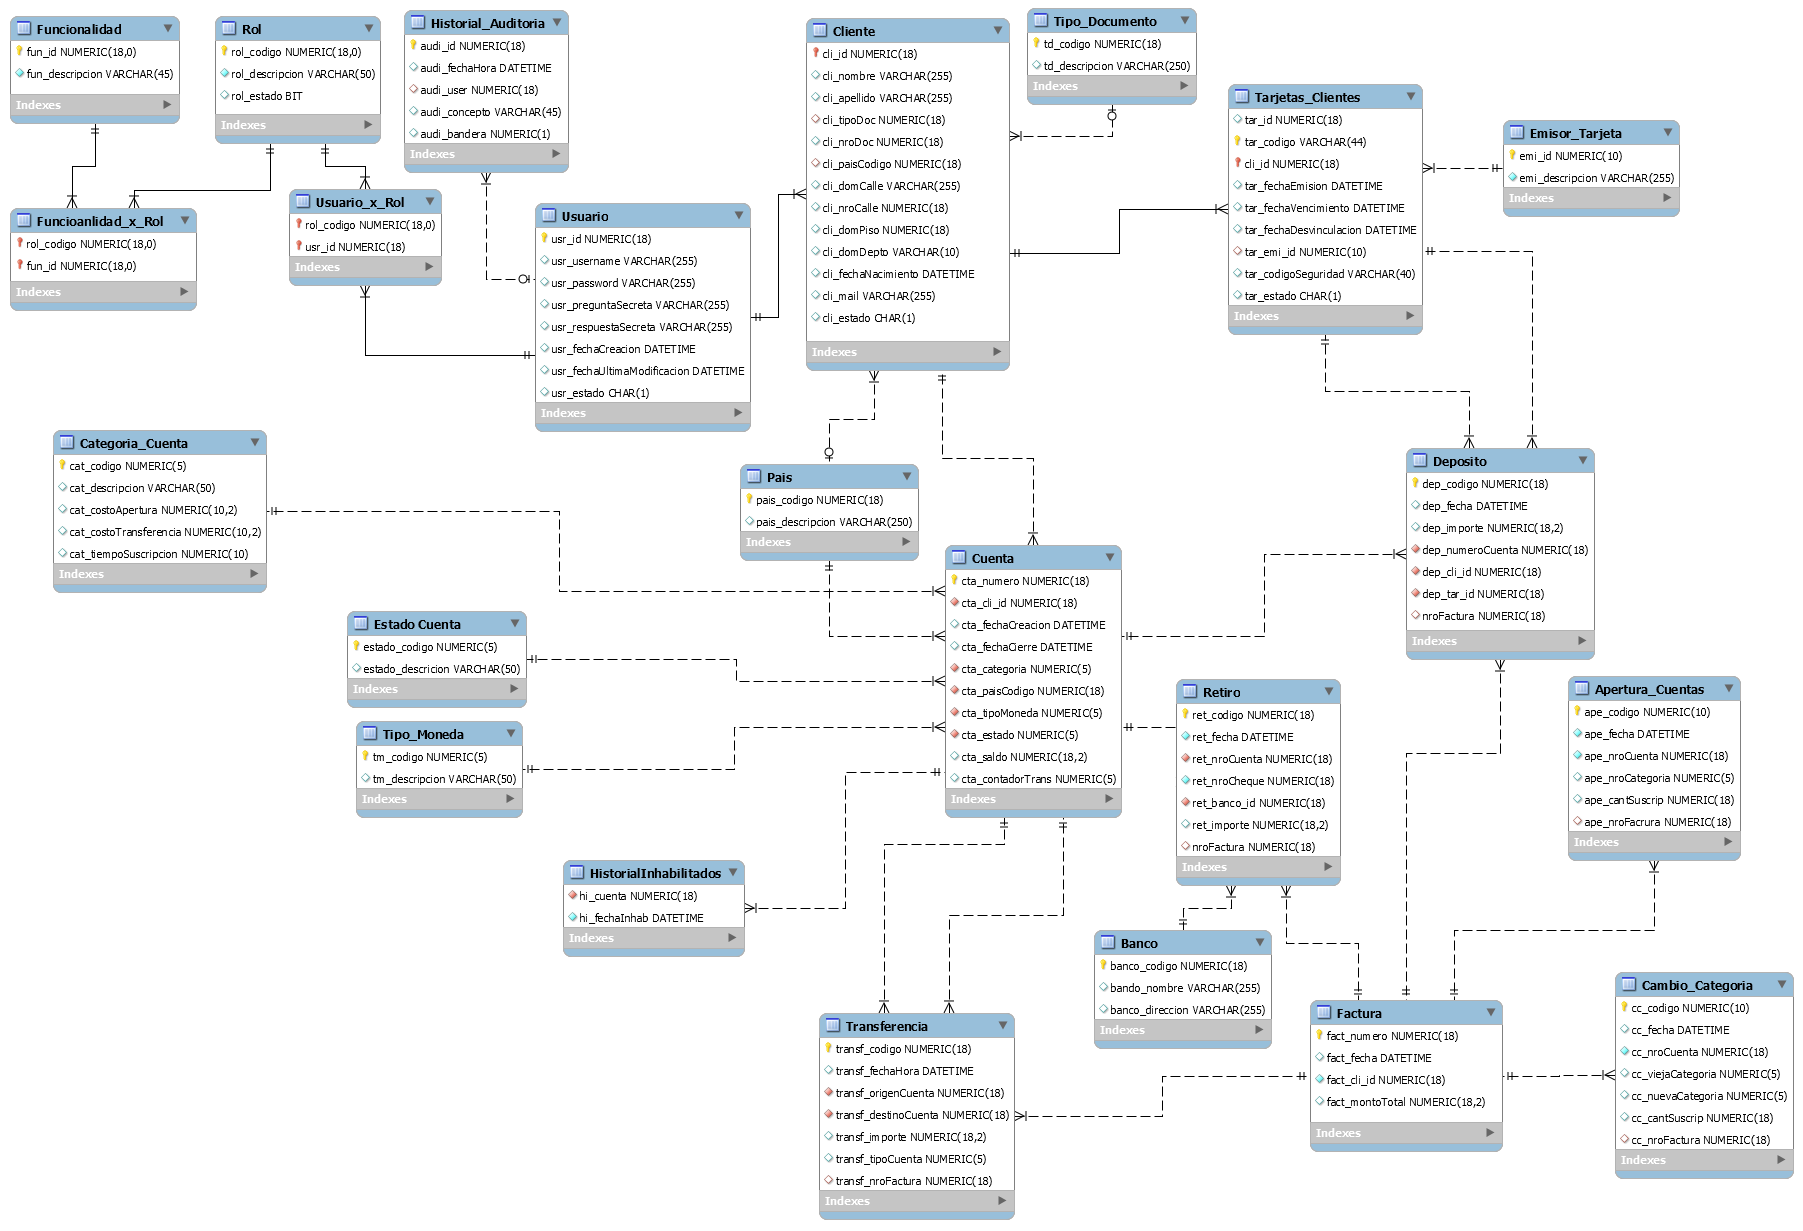 Funcionalidad
fun_id NUMERIC(18,0)
fun_descripcion VARCHAR(45)
Indexes
Rol
rol_codigo NUMERIC(18,0)
rol_descripcion VARCHAR(50)
rol_estado BIT
Indexes
Historial_Auditoria
audi_id NUMERIC(18)
audi_fechaHora DATETIME
audi_user NUMERIC(18)
audi_concepto VARCHAR(45)
audi_bandera NUMERIC(1)
Indexes
Cliente
cli_id NUMERIC(18)
cli_nombre VARCHAR(255)
cli_apellido VARCHAR(255)
cli_tipoDoc NUMERIC(18)
cli_nroDoc NUMERIC(18)
cli_paisCodigo NUMERIC(18)
cli_domCalle VARCHAR(255)
cli_nroCalle NUMERIC(18)
cli_domPiso NUMERIC(18)
cli_domDepto VARCHAR(10)
cli_fechaNacimiento DATETIME
cli_mail VARCHAR(255)
cli_estado CHAR(1)
Indexes
Tipo_Documento
td_codigo NUMERIC(18)
td_descripcion VARCHAR(250)
Indexes
Tarjetas_Clientes
tar_id NUMERIC(18)
tar_codigo VARCHAR(44)
cli_id NUMERIC(18)
tar_fechaEmision DATETIME
tar_fechaVencimiento DATETIME
tar_fechaDesvinculacion DATETIME
tar_emi_id NUMERIC(10)
tar_codigoSeguridad VARCHAR(40)
tar_estado CHAR(1)
Indexes
Emisor_Tarjeta
emi_id NUMERIC(10)
emi_descripcion VARCHAR(255)
Indexes
Funcioanlidad_x_Rol
rol_codigo NUMERIC(18,0)
fun_id NUMERIC(18,0)
Indexes
Usuario_x_Rol
rol_codigo NUMERIC(18,0)
usr_id NUMERIC(18)
Indexes
Usuario
usr_id NUMERIC(18)
usr_username VARCHAR(255)
usr_password VARCHAR(255)
usr_preguntaSecreta VARCHAR(255)
usr_respuestaSecreta VARCHAR(255)
usr_fechaCreacion DATETIME
usr_fechaUltimaModificacion DATETIME
usr_estado CHAR(1)
Indexes
Categoria_Cuenta
cat_codigo NUMERIC(5)
cat_descripcion VARCHAR(50)
cat_costoApertura NUMERIC(10,2)
cat_costoTransferencia NUMERIC(10,2)
cat_tiempoSuscripcion NUMERIC(10)
Indexes
Pais
pais_codigo NUMERIC(18)
pais_descripcion VARCHAR(250)
Indexes
Deposito
dep_codigo NUMERIC(18)
dep_fecha DATETIME
dep_importe NUMERIC(18,2)
dep_numeroCuenta NUMERIC(18)
dep_cli_id NUMERIC(18)
dep_tar_id NUMERIC(18)
nroFactura NUMERIC(18)
Indexes
Cuenta
cta_numero NUMERIC(18)
cta_cli_id NUMERIC(18)
cta_fechaCreacion DATETIME
cta_fechaCierre DATETIME
cta_categoria NUMERIC(5)
cta_paisCodigo NUMERIC(18)
cta_tipoMoneda NUMERIC(5)
cta_estado NUMERIC(5)
cta_saldo NUMERIC(18,2)
cta_contadorTrans NUMERIC(5)
Indexes
Estado Cuenta
estado_codigo NUMERIC(5)
estado_descricion VARCHAR(50)
Indexes
Tipo_Moneda
tm_codigo NUMERIC(5)
tm_descripcion VARCHAR(50)
Indexes
Retiro
ret_codigo NUMERIC(18)
ret_fecha DATETIME
ret_nroCuenta NUMERIC(18)
ret_nroCheque NUMERIC(18)
ret_banco_id NUMERIC(18)
ret_importe NUMERIC(18,2)
nroFactura NUMERIC(18)
Indexes
Apertura_Cuentas
ape_codigo NUMERIC(10)
ape_fecha DATETIME
ape_nroCuenta NUMERIC(18)
ape_nroCategoria NUMERIC(5)
ape_cantSuscrip NUMERIC(18)
ape_nroFacrura NUMERIC(18)
Indexes
HistorialInhabilitados
hi_cuenta NUMERIC(18)
hi_fechaInhab DATETIME
Indexes
Banco
banco_codigo NUMERIC(18)
bando_nombre VARCHAR(255)
banco_direccion VARCHAR(255)
Indexes
Transferencia
transf_codigo NUMERIC(18)
transf_fechaHora DATETIME
transf_origenCuenta NUMERIC(18)
transf_destinoCuenta NUMERIC(18)
transf_importe NUMERIC(18,2)
transf_tipoCuenta NUMERIC(5)
transf_nroFactura NUMERIC(18)
Indexes
Factura
fact_numero NUMERIC(18)
fact_fecha DATETIME
fact_cli_id NUMERIC(18)
fact_montoTotal NUMERIC(18,2)
Indexes
Cambio_Categoria
cc_codigo NUMERIC(10)
cc_fecha DATETIME
cc_nroCuenta NUMERIC(18)
cc_viejaCategoria NUMERIC(5)
cc_nuevaCategoria NUMERIC(5)
cc_cantSuscrip NUMERIC(18)
cc_nroFactura NUMERIC(18)
Indexes